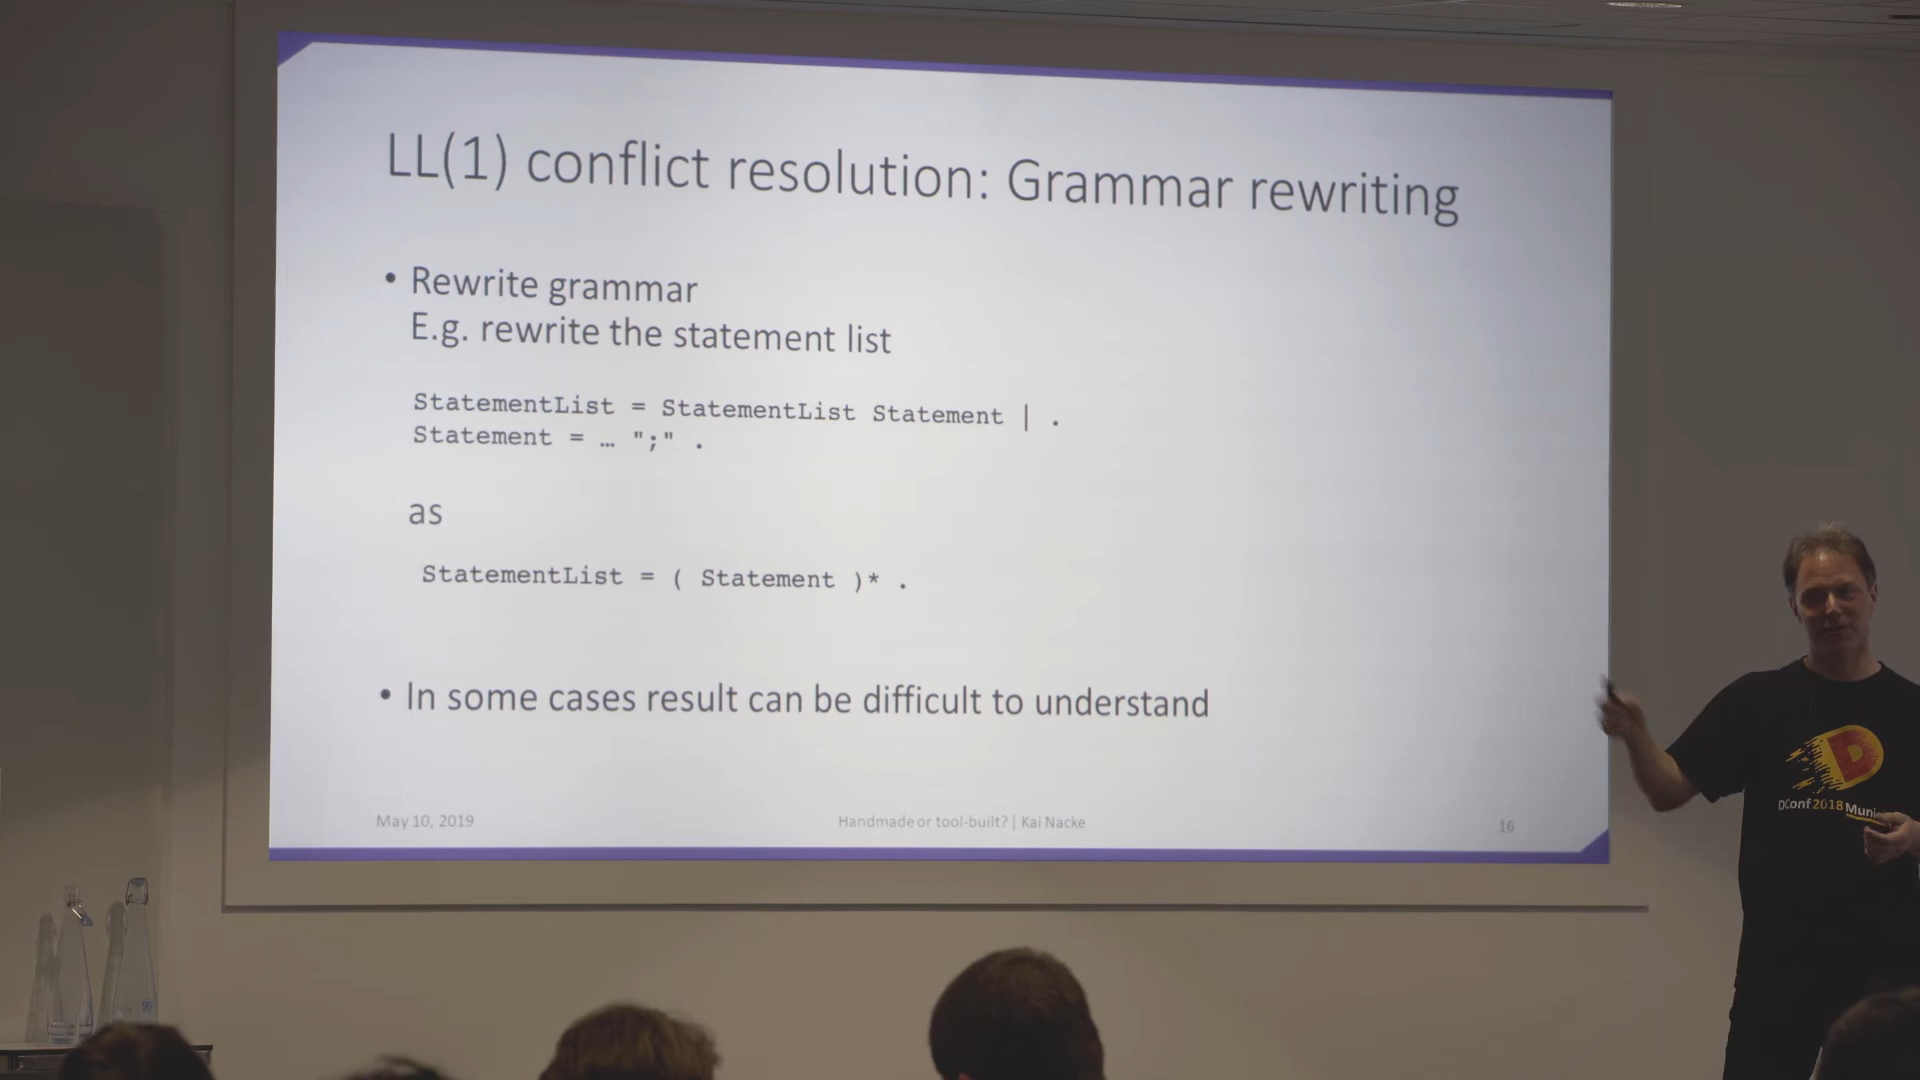 LL(1) conflict resolution: Grammar rewriting
• Rewrite grammar
E.g. rewrite the statement list
StatementList = StatementList Statement | .
Statement = … ";" .
as
StatementList = ( Statement )* .
• In some cases result can be difficult to understand
May 10, 2019
Handmade or tool-built? | Kai Nacke
16
D
DConf 2018